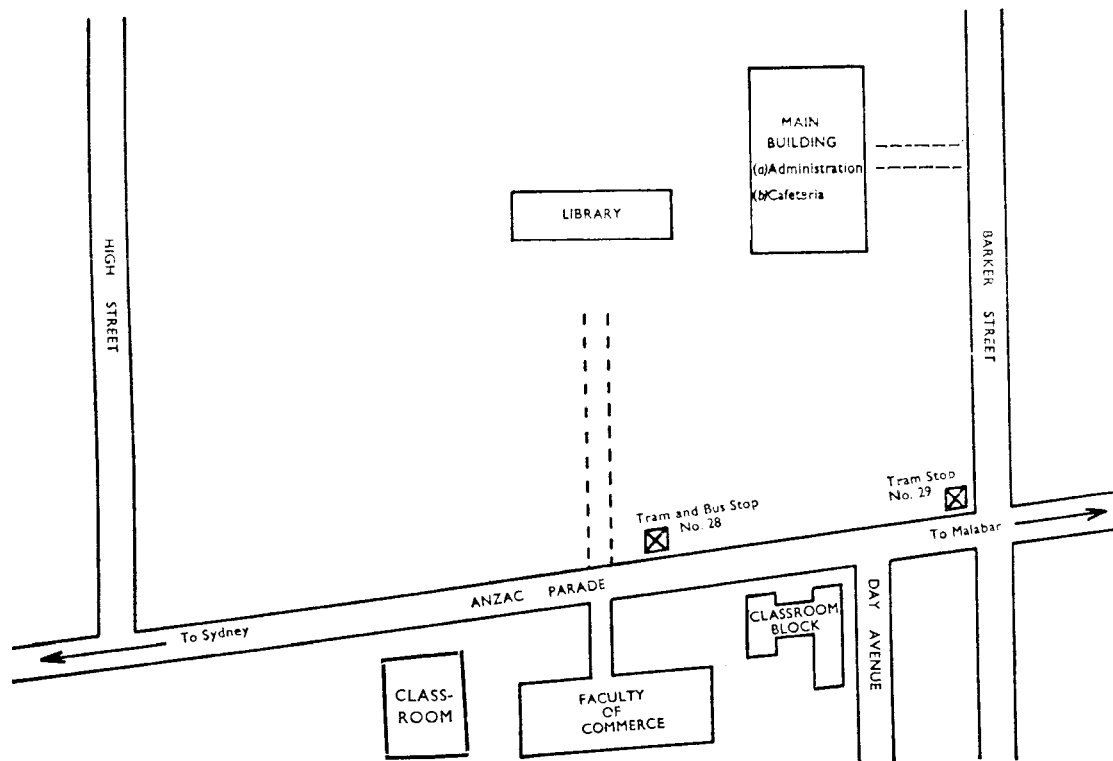 MAIN
BUILDING
(a)Administration
(b)Cafeteria
LIBRARY
HIGH STREET
BARKER STREET
Tram Stop
No. 29
Tram and Bus Stop
No. 28
To Malabar
ANZAC PARADE
To Sydney
CLASSROOM
BLOCK
DAY AVENUE
CLASS-
ROOM
FACULTY
OF
COMMERCE